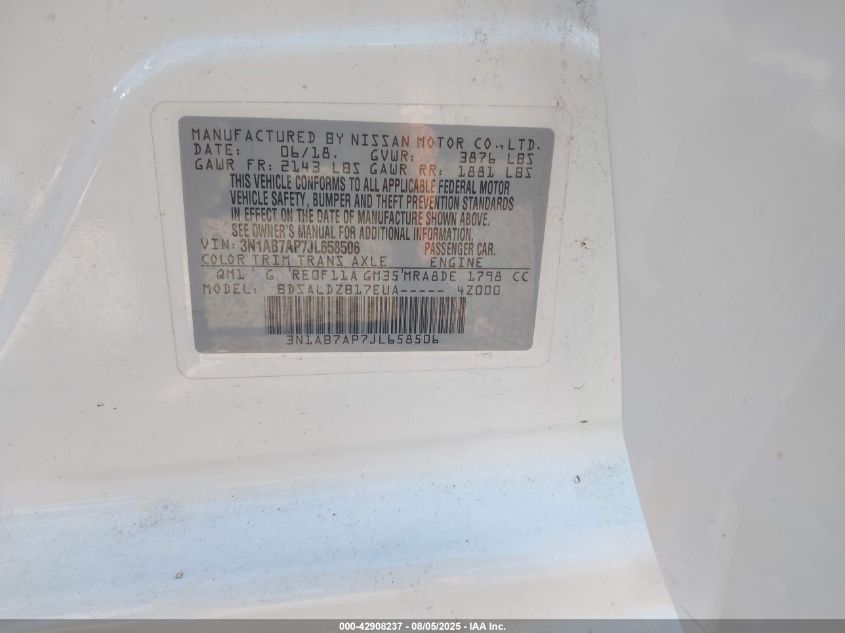 MANUFACTURED BY NISSAN MOTOR CO., LTD.
DATE: 06/18. GVWR: 3876 LBS
GAWR FR: 2143 LBS GAWR RR: 1881 LBS
THIS VEHICLE CONFORMS TO ALL APPLICABLE FEDERAL MOTOR
VEHICLE SAFETY, BUMPER AND THEFT PREVENTION STANDARDS
IN EFFECT ON THE DATE OF MANUFACTURE SHOWN ABOVE.
SEE OWNER'S MANUAL FOR ADDITIONAL INFORMATION.
VIN: 3N1AB7AP7JL658506 PASSENGER CAR.
COLOR TRIM TRANS AXLE ENGINE
QM1 G RE0F11A GM35 MRA8DE 1798 CC
MODEL: BDSALDZB17EUA----- 4Z000
3N1AB7AP7JL658506
000-42908237 - 08/05/2025 - IAA Inc.